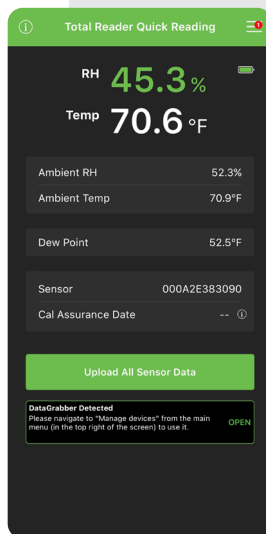 Total Reader Quick Reading
RH 45.3%
Temp 70.6°F
Ambient RH 52.3%
Ambient Temp 70.9°F
Dew Point 52.5°F
Sensor 000A2E383090
Cal Assurance Date --
Upload All Sensor Data
DataGrabber Detected
Please navigate to "Manage devices" from the main
menu (in the top right of the screen) to use it.
OPEN